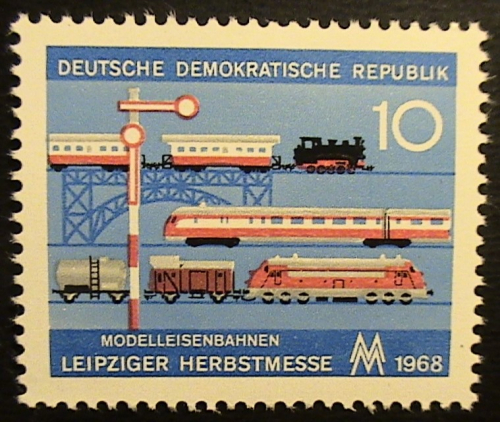 DEUTSCHE DEMOKRATISCHE REPUBLIK
10
MODELLEISENBAHNEN
LEIPZIGER HERBSTMESSE MM 1968